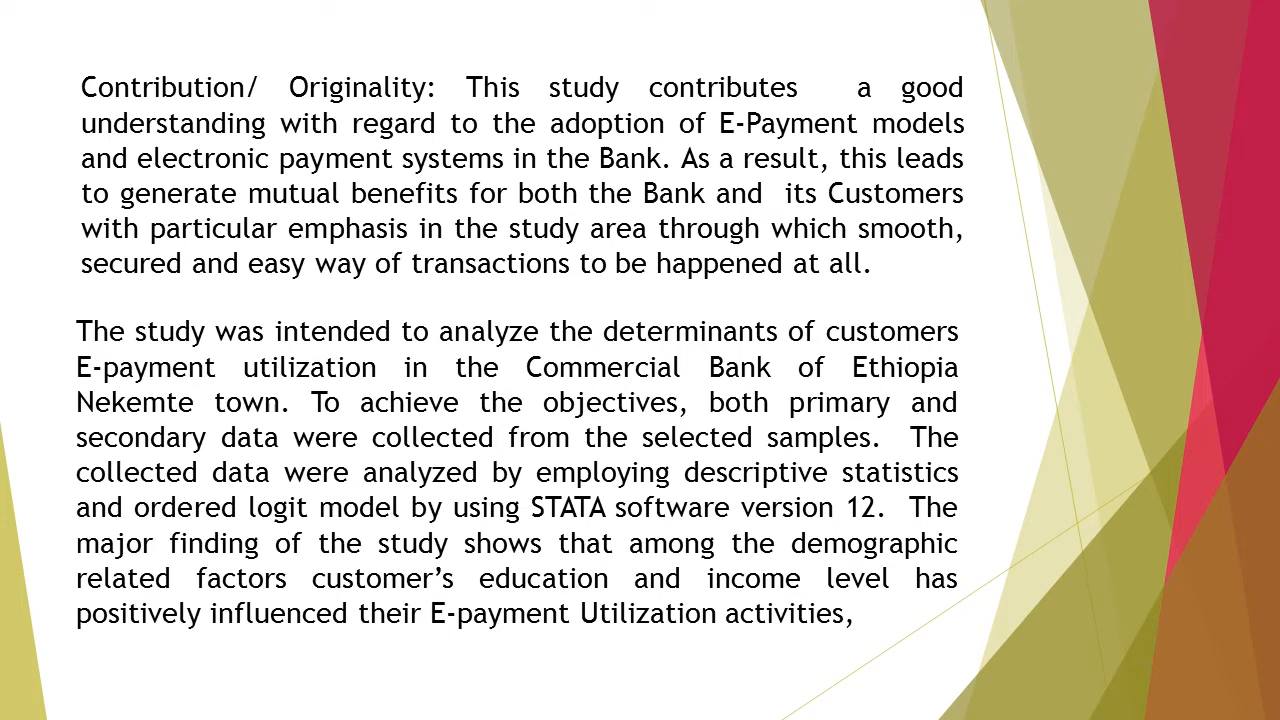 Contribution/ Originality: This study contributes a good
understanding with regard to the adoption of E-Payment models
and electronic payment systems in the Bank. As a result, this leads
to generate mutual benefits for both the Bank and its Customers
with particular emphasis in the study area through which smooth,
secured and easy way of transactions to be happened at all.
The study was intended to analyze the determinants of customers
E-payment utilization in the Commercial Bank of Ethiopia
Nekemte town. To achieve the objectives, both primary and
secondary data were collected from the selected samples. The
collected data were analyzed by employing descriptive statistics
and ordered logit model by using STATA software version 12. The
major finding of the study shows that among the demographic
related factors customer’s education and income level has
positively influenced their E-payment Utilization activities,